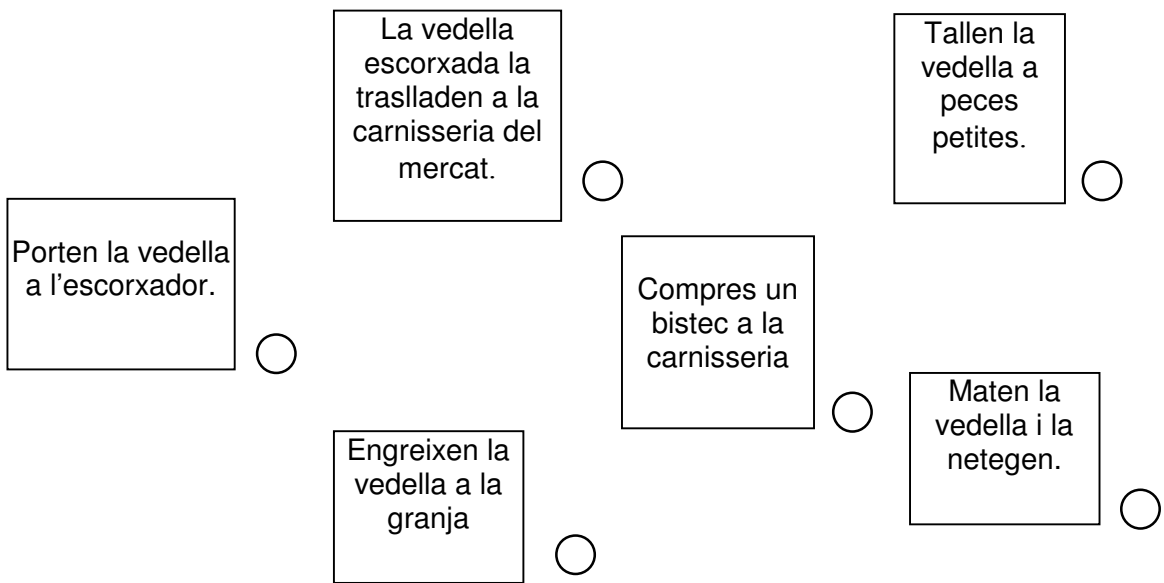 La vedella
escorxada la
traslladen a la
carnisseria del
mercat.
Tallen la
vedella a
peces
petites.
Porten la vedella
a l'escorxador.
Compres un
bistec a la
carnisseria
Maten la
vedella i la
netegen.
Engreixen la
vedella a la
granja